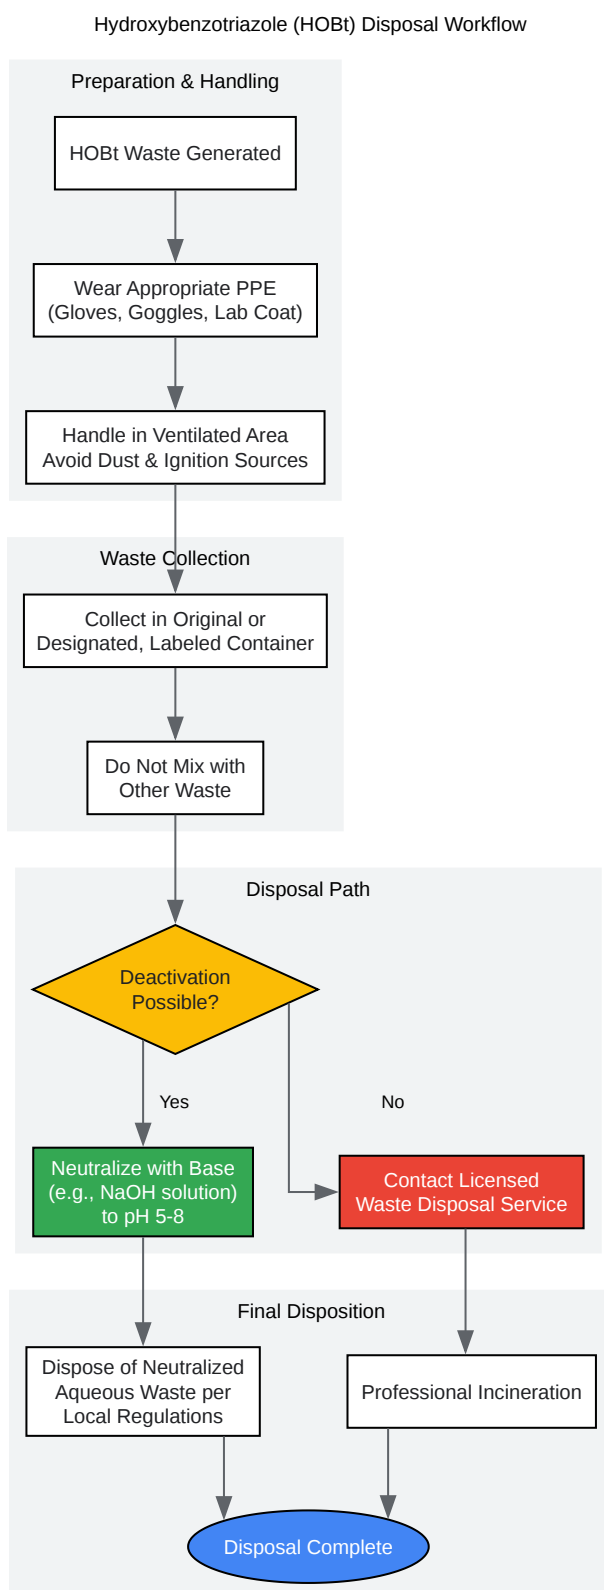 Hydroxybenzotriazole (HOBt) Disposal Workflow
Preparation & Handling
HOBt Waste Generated
Wear Appropriate PPE
(Gloves, Goggles, Lab Coat)
Handle in Ventilated Area
Avoid Dust & Ignition Sources
Waste Collection
Collect in Original or
Designated, Labeled Container
Do Not Mix with
Other Waste
Disposal Path
Deactivation
Possible?
Yes
No
Neutralize with Base
(e.g., NaOH solution)
to pH 5-8
Contact Licensed
Waste Disposal Service
Final Disposition
Dispose of Neutralized
Aqueous Waste per
Local Regulations
Professional Incineration
Disposal Complete